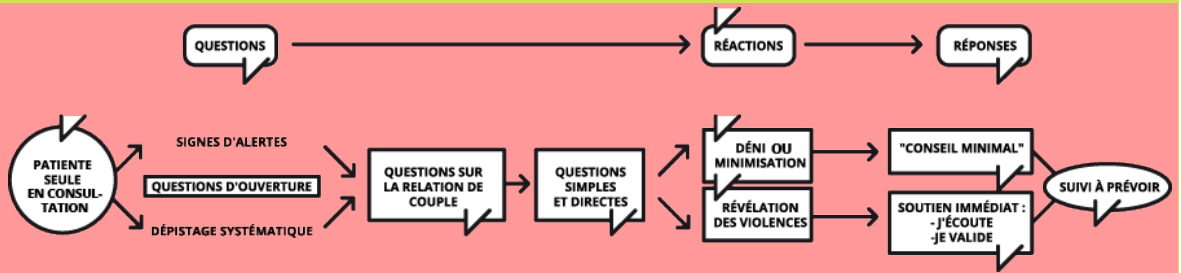 QUESTIONS
RÉACTIONS
RÉPONSES
PATIENTE
SEULE
EN CONSUL-
TATION
SIGNES D'ALERTES
QUESTIONS D'OUVERTURE
DÉPISTAGE SYSTÉMATIQUE
QUESTIONS SUR
LA RELATION DE
COUPLE
QUESTIONS
SIMPLES
ET DIRECTES
DÉNI OU
MINIMISATION
RÉVÉLATION
DES VIOLENCES
"CONSEIL MINIMAL"
SOUTIEN IMMÉDIAT :
- J'ÉCOUTE
-JE VALIDE
SUIVI À PRÉVOIR